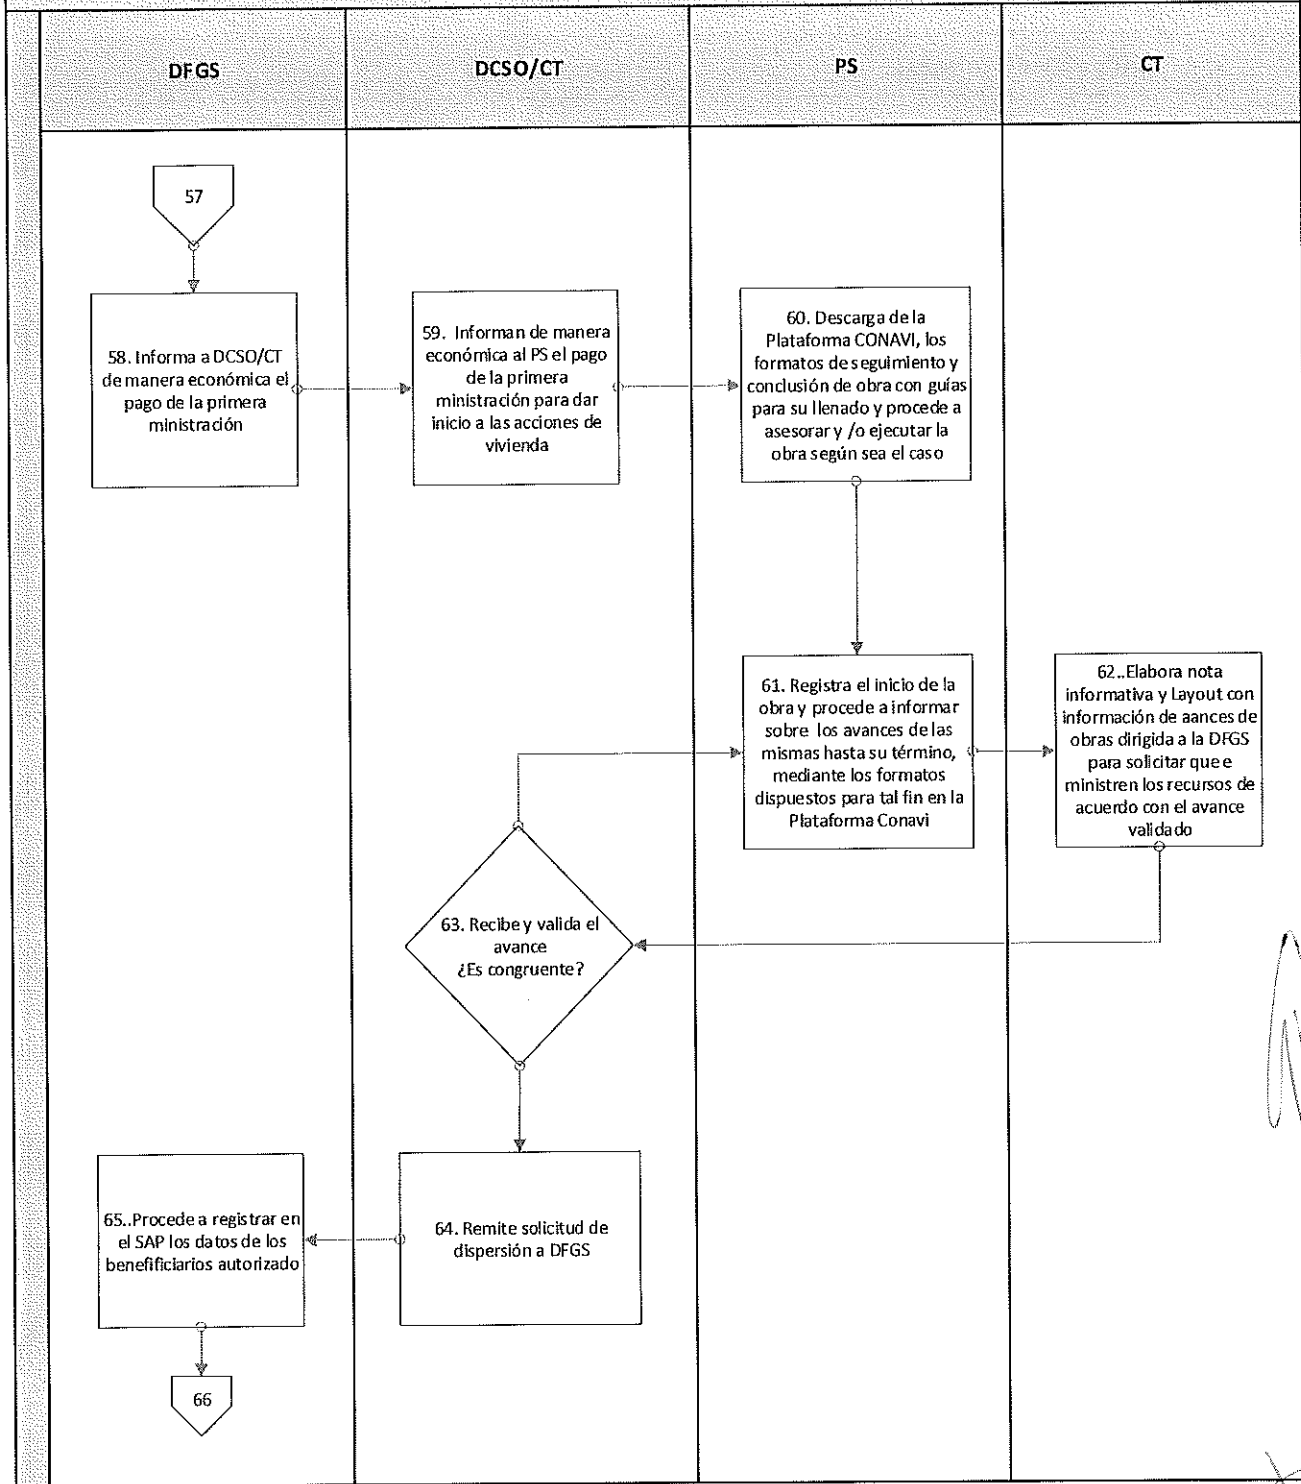 DFGS
DCSO/CT
PS
CT
57
58. Informa a DCSO/CT
de manera económica el
pago de la primera
ministración
59. Informan de manera
económica al PS el pago
de la primera
ministración para dar
inicio a las acciones de
vivienda
60. Descarga de la
Plataforma CONAVI, los
formatos de seguimiento y
conclusión de obra con guías
para su llenado y procede a
asesorar y /o ejecutar la
obra según sea el caso
61. Registra el inicio de la
obra y procede a informar
sobre los avances de las
mismas hasta su término,
mediante los formatos
dispuestos para tal fin en la
Plataforma Conavi
62..Elabora nota
informativa y Layout con
información de aances de
obras dirigida a la DFGS
para solicitar que e
ministren los recursos de
acuerdo con el avance
validado
63. Recibe y valida el
avance
¿Es congruente?
64. Remite solicitud de
dispersión a DFGS
65..Procede a registrar en
el SAP los datos de los
benefificiarios autorizado
66